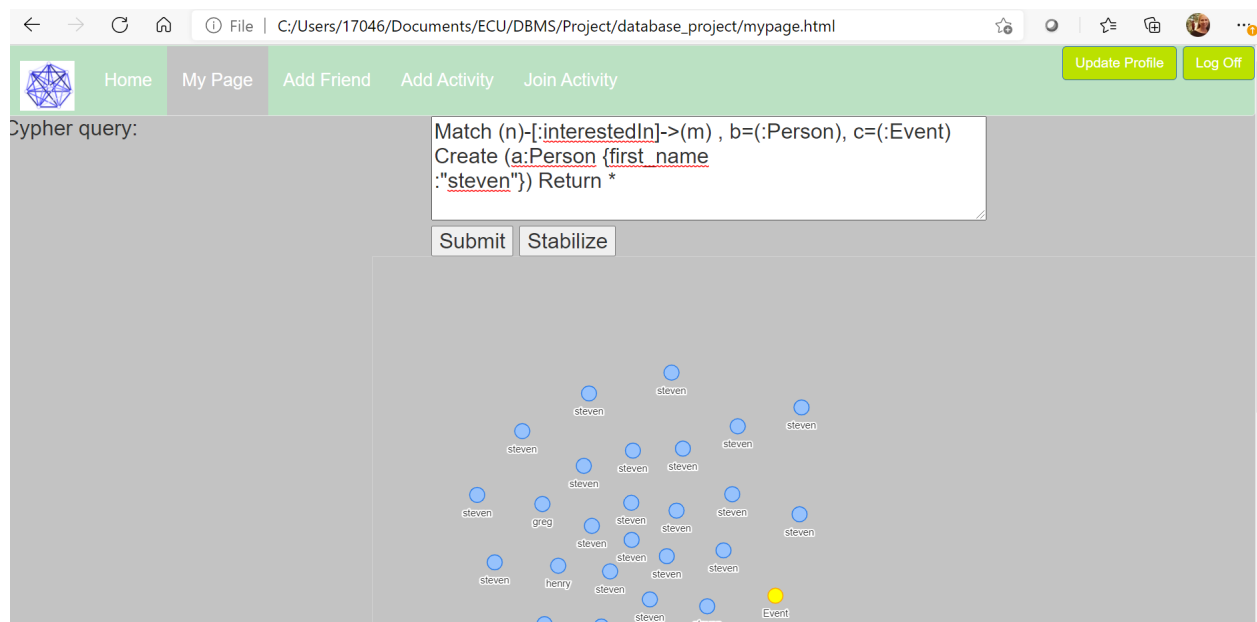 File | C:/Users/17046/Documents/ECU/DBMS/Project/database_project/mypage.html
Home My Page Add Friend Add Activity Join Activity Update Profile Log Off
Cypher query:
Match (n)-[:interestedIn]->(m) , b=(:Person), c=(:Event)
Create (a:Person {first_name
:"steven"}) Return *
Submit Stabilize
steven
steven
steven
steven
steven
steven
steven
steven
steven
steven
greg
steven
steven
steven
steven
steven
steven
steven
steven
steven
henry
steven
Event
steven